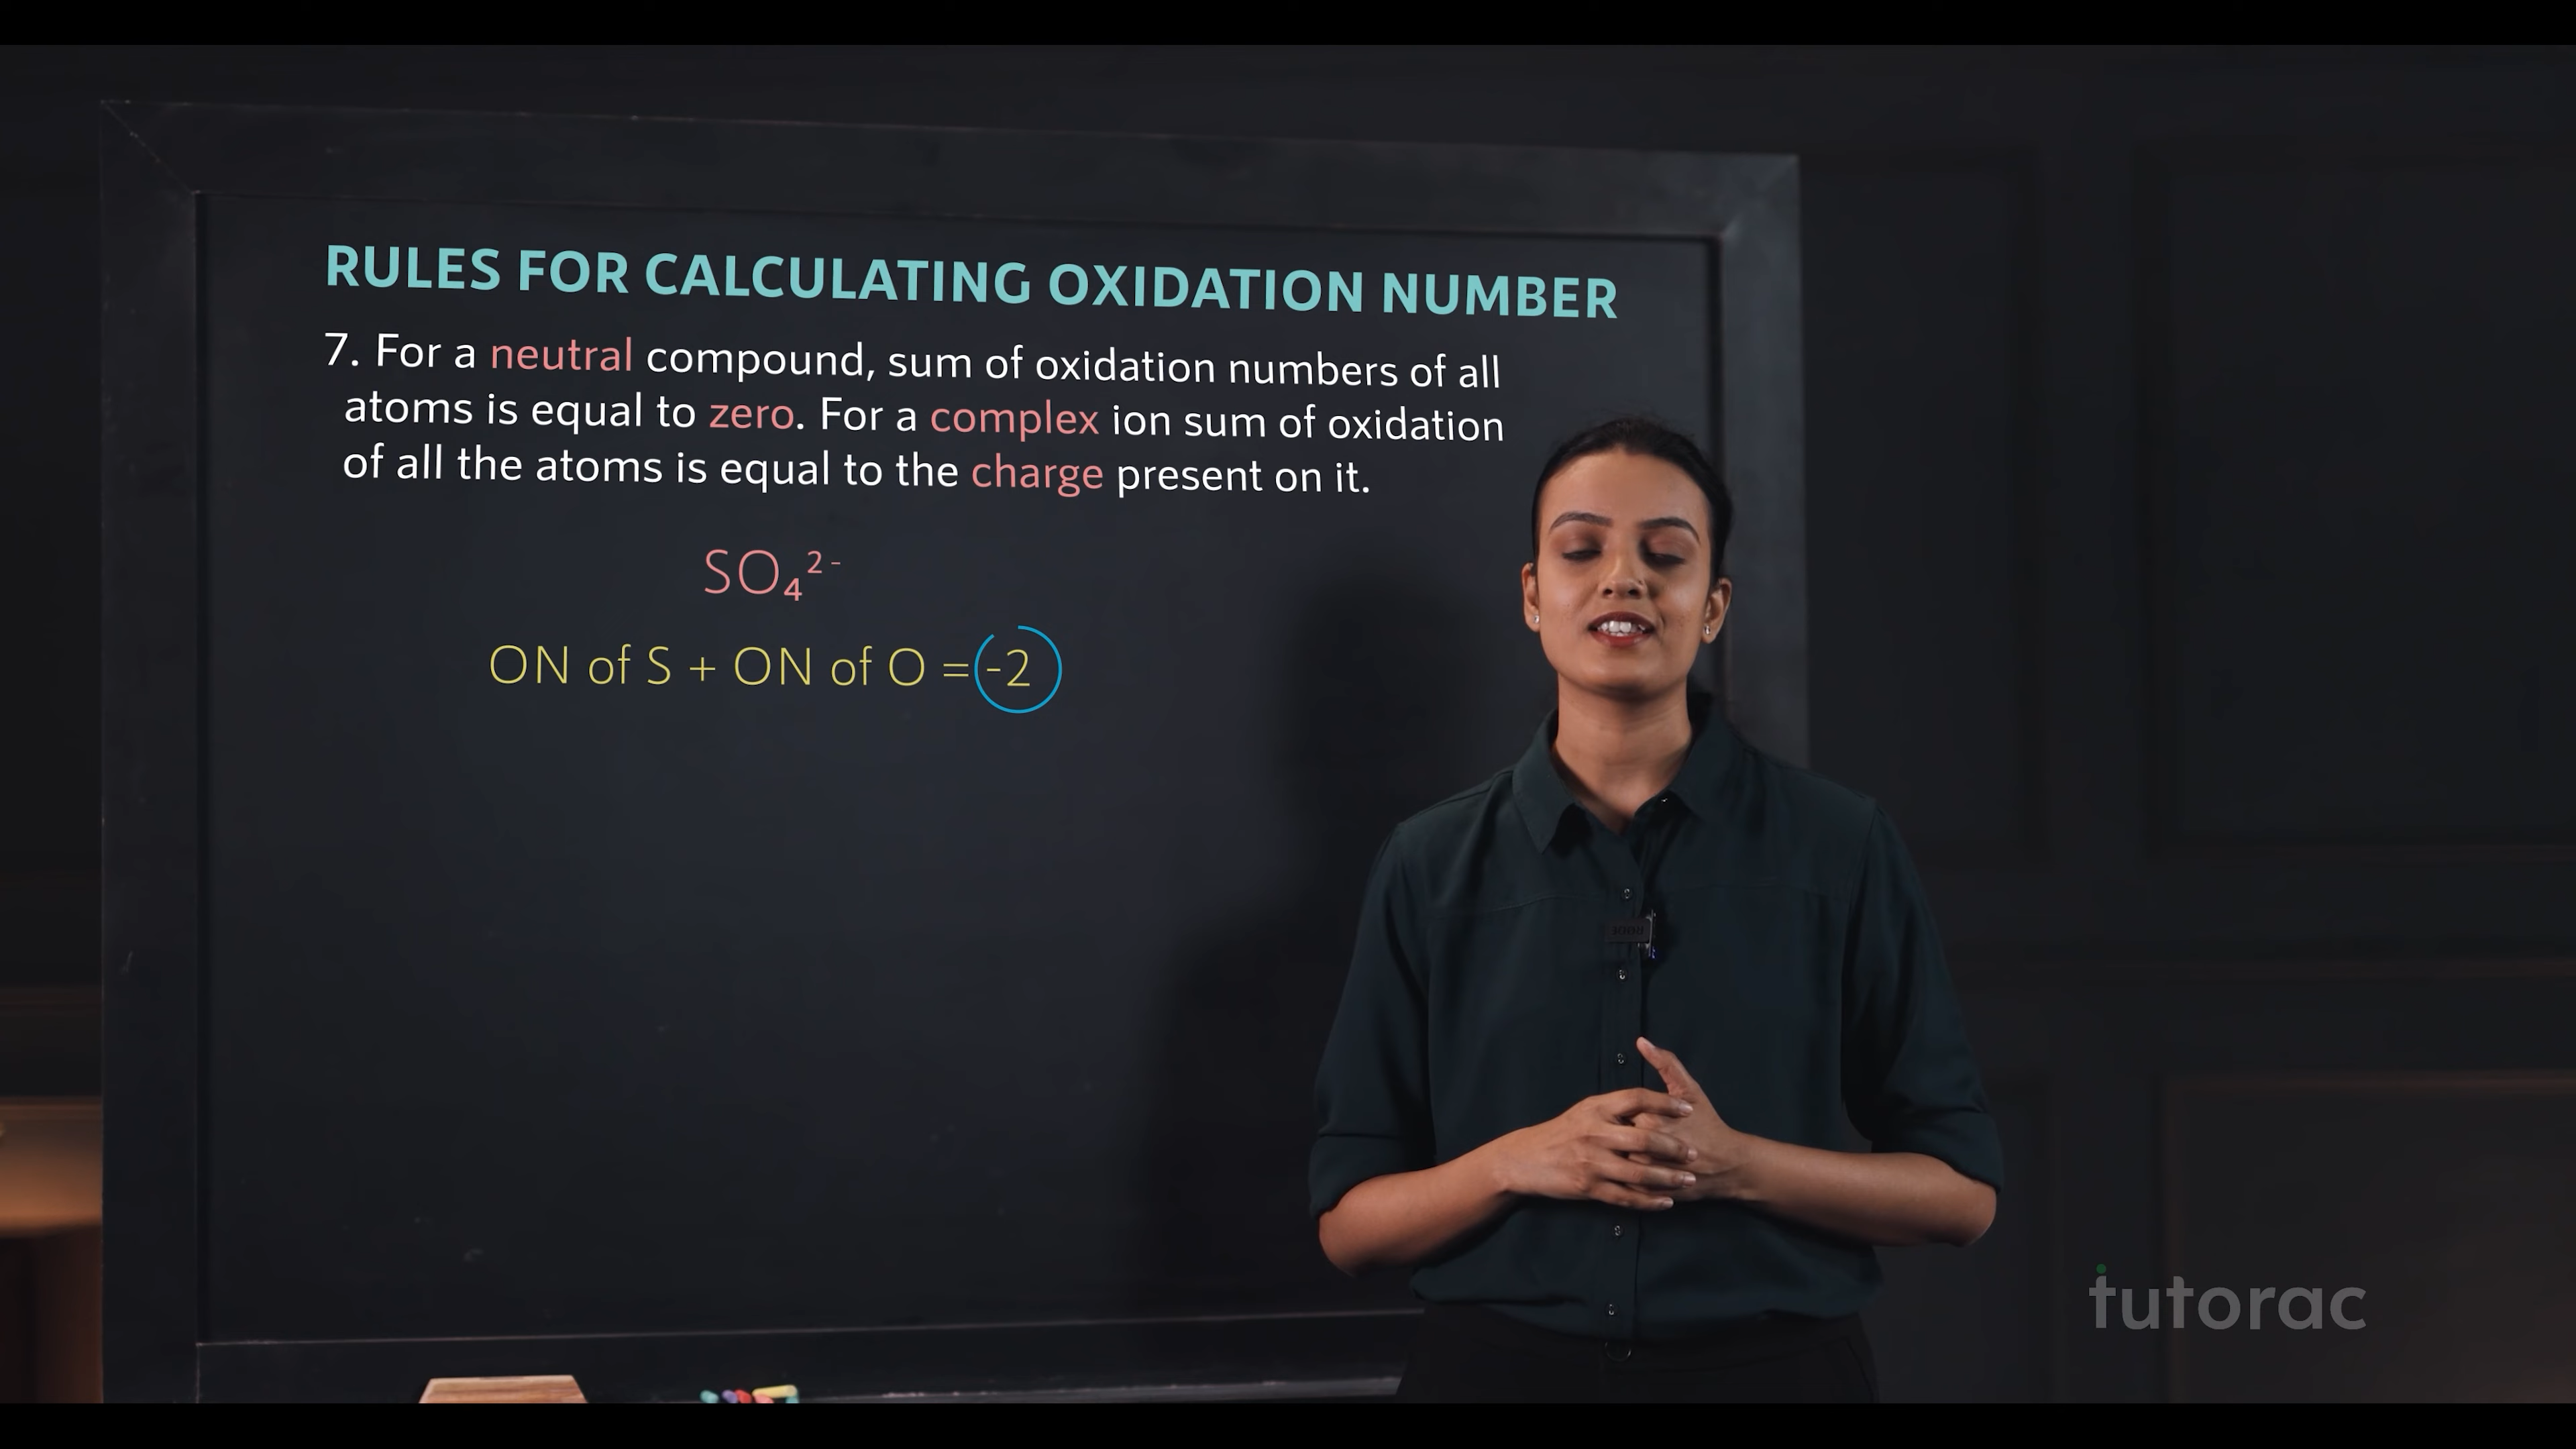 RULES FOR CALCULATING OXIDATION NUMBER
7. For a neutral compound, sum of oxidation numbers of all
atoms is equal to zero. For a complex ion sum of oxidation
of all the atoms is equal to the charge present on it.
SO₄²⁻
ON of S + ON of O = -2
tutorac